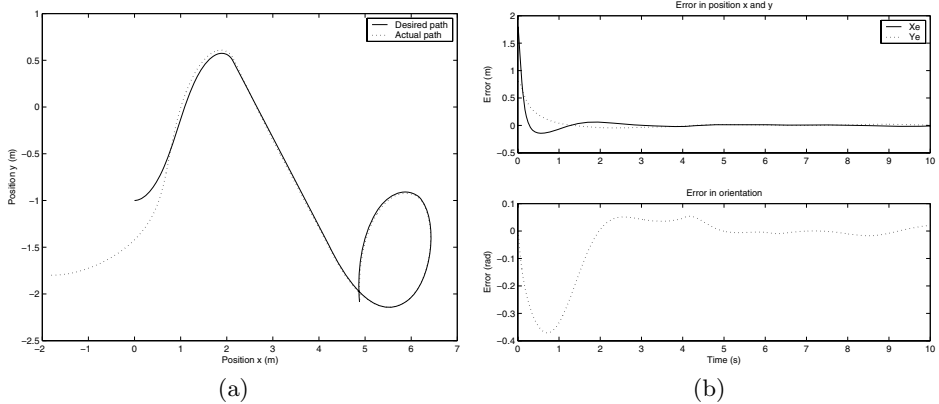 Desired path
Actual path
1
0.5
0
−0.5
−1
−1.5
−2
−2.5
Position y (m)
−2 −1 0 1 2 3 4 5 6 7
Position x (m)
(a)
Error in position x and y
Xe
Ye
2
1.5
1
0.5
0
−0.5
Error (m)
0 1 2 3 4 5 6 7 8 9 10
Error in orientation
0.1
0
−0.1
−0.2
−0.3
−0.4
Error (rad)
0 1 2 3 4 5 6 7 8 9 10
Time (s)
(b)